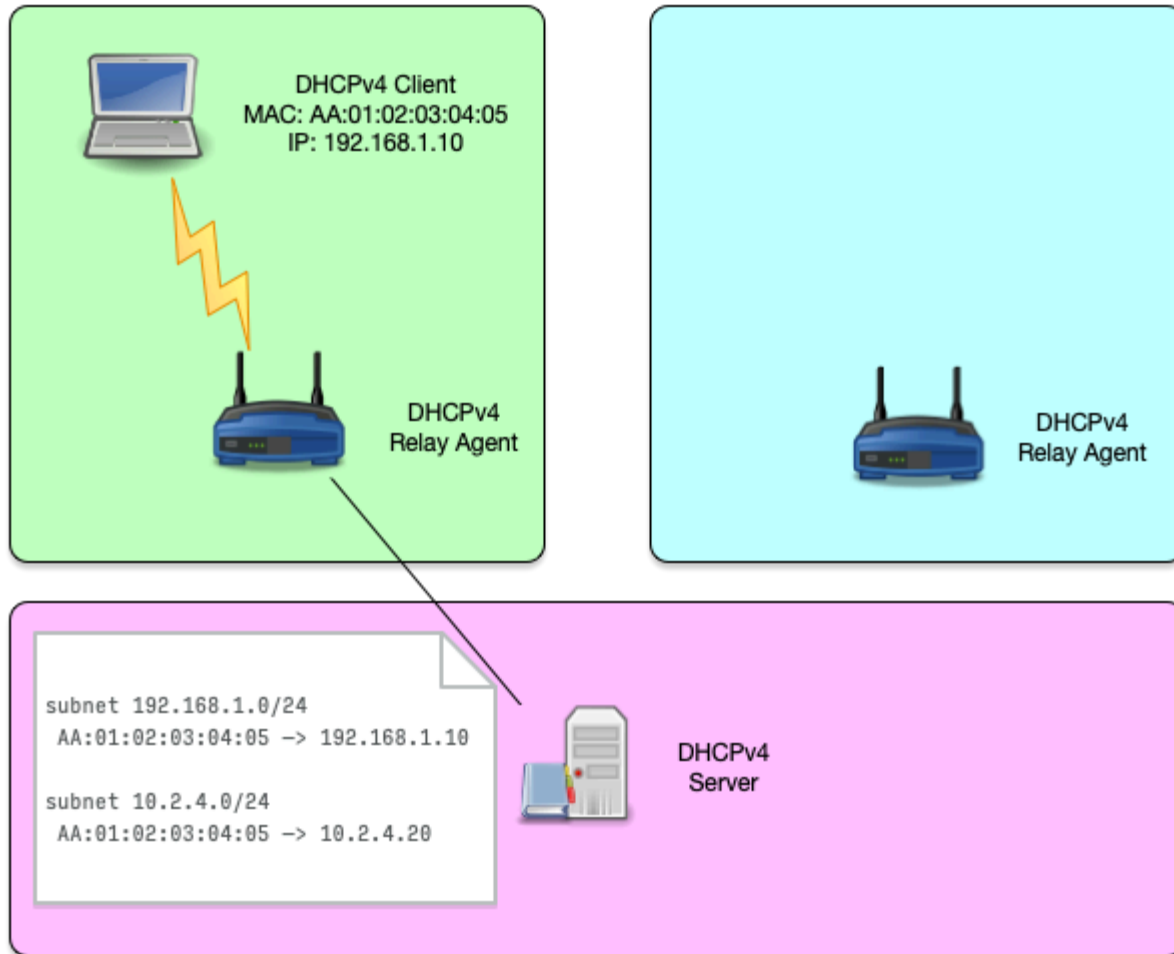 DHCPv4 Client
MAC: AA:01:02:03:04:05
IP: 192.168.1.10
DHCPv4
Relay Agent
DHCPv4
Relay Agent
subnet 192.168.1.0/24
AA:01:02:03:04:05 –> 192.168.1.10
subnet 10.2.4.0/24
AA:01:02:03:04:05 –> 10.2.4.20
DHCPv4
Server